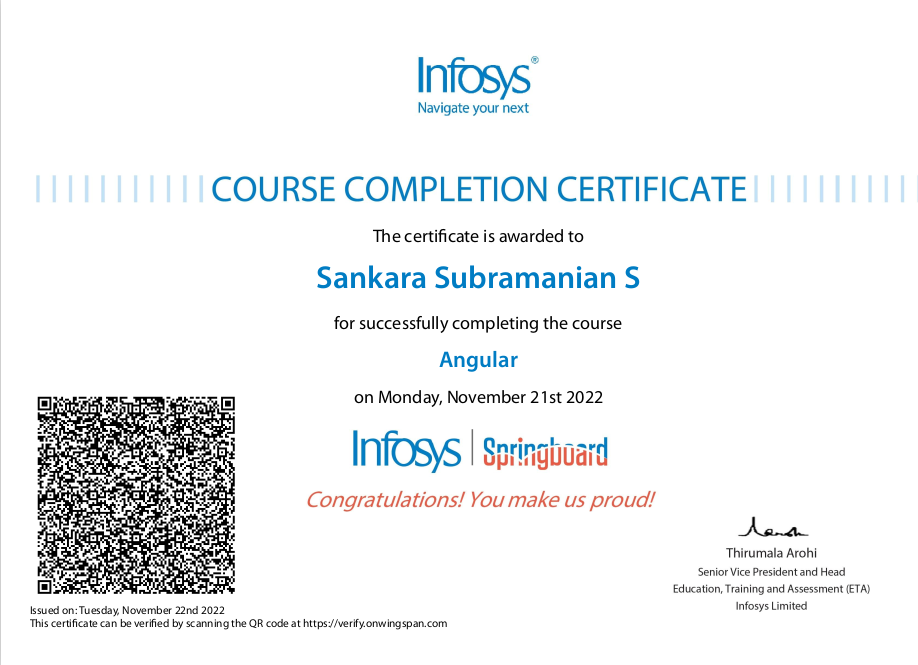 Infosys®
Navigate your next
COURSE COMPLETION CERTIFICATE
The certificate is awarded to
Sankara Subramanian S
for successfully completing the course
Angular
on Monday, November 21st 2022
Infosys | Springboard
Congratulations! You make us proud!
Thirumala Arohi
Senior Vice President and Head
Education, Training and Assessment (ETA)
Infosys Limited
Issued on: Tuesday, November 22nd 2022
This certificate can be verified by scanning the QR code at https://verify.onwingspan.com